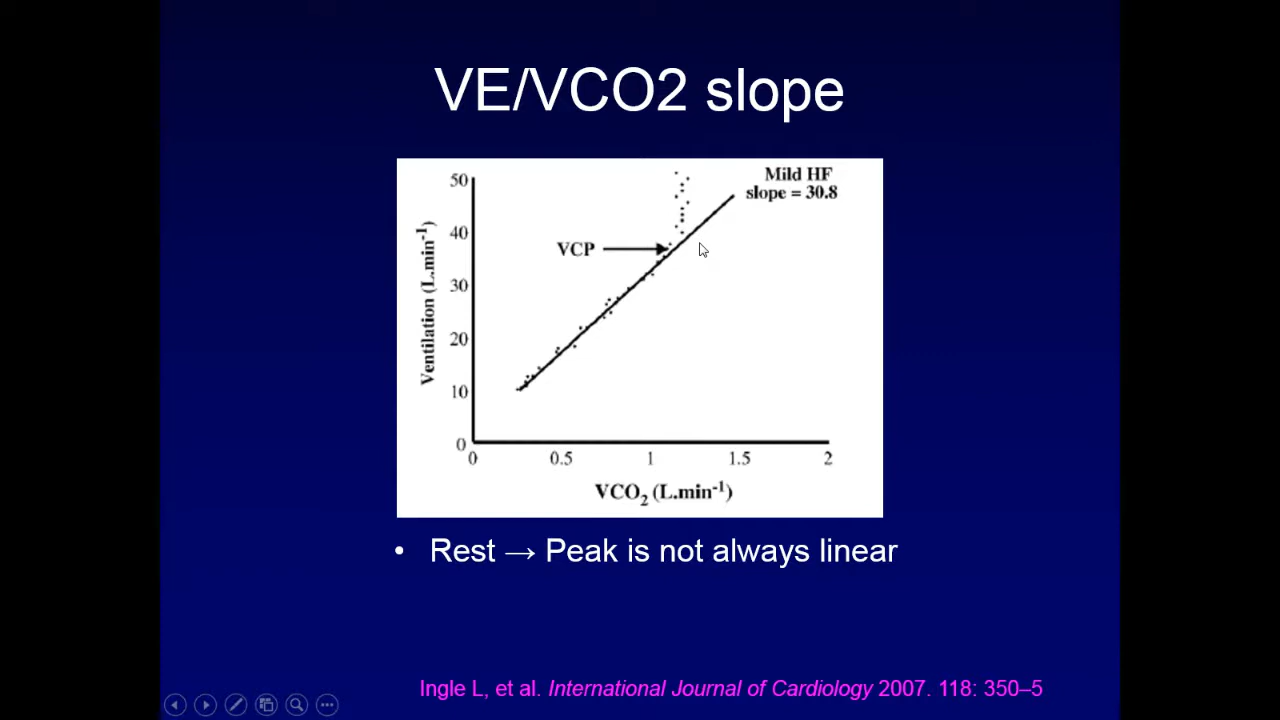 VE/VCO2 slope
Mild HF
slope = 30.8
50
40
30
20
10
0
Ventilation (L.min-1)
VCP
0 0.5 1 1.5 2
VCO2 (L.min-1)
• Rest → Peak is not always linear
Ingle L, et al. International Journal of Cardiology 2007. 118: 350–5